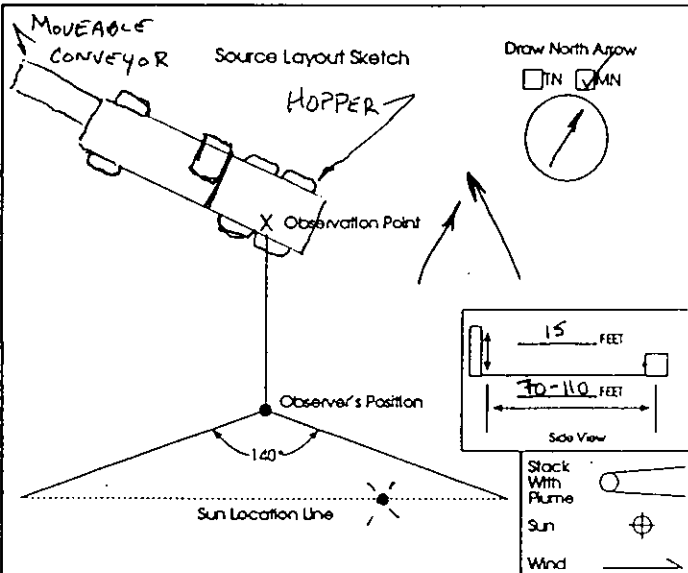 MOVEABLE
CONVEYOR
Source Layout Sketch
HOPPER
Draw North Arrow
TN MN
X Observation Point
15 FEET
70-110 FEET
Side View
Observer's Position
140°
Sun Location Line
Stack
With
Plume
Sun
Wind